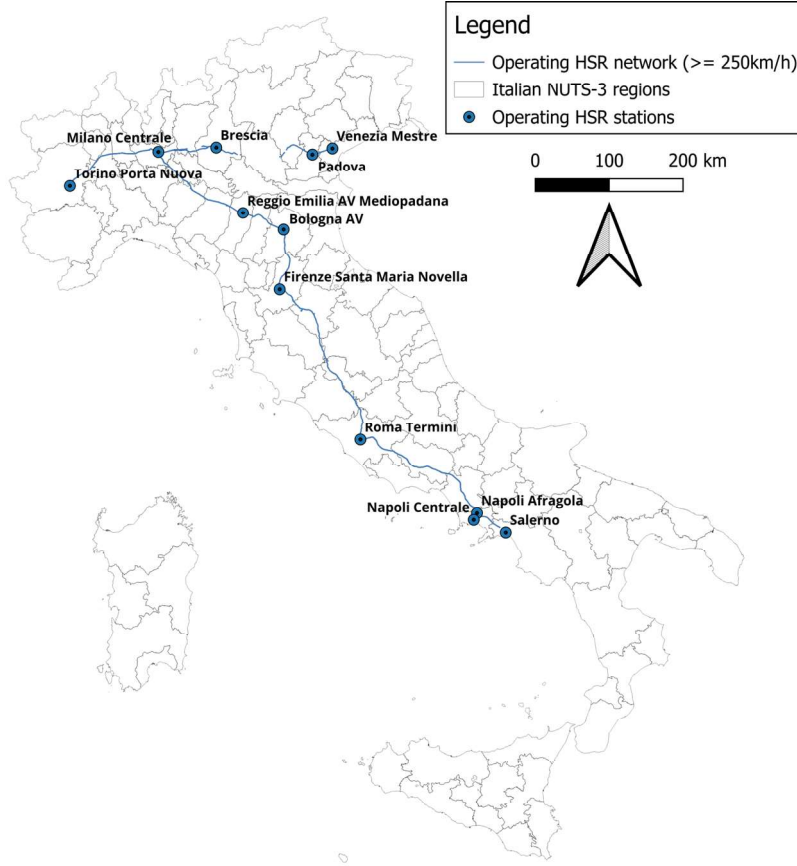 Legend
Operating HSR network (>= 250km/h)
Italian NUTS-3 regions
Operating HSR stations
0 100 200 km
Milano Centrale
Brescia
Venezia Mestre
Padova
Torino Porta Nuova
Reggio Emilia AV Mediopadana
Bologna AV
Firenze Santa Maria Novella
Roma Termini
Napoli Afragola
Napoli Centrale
Salerno